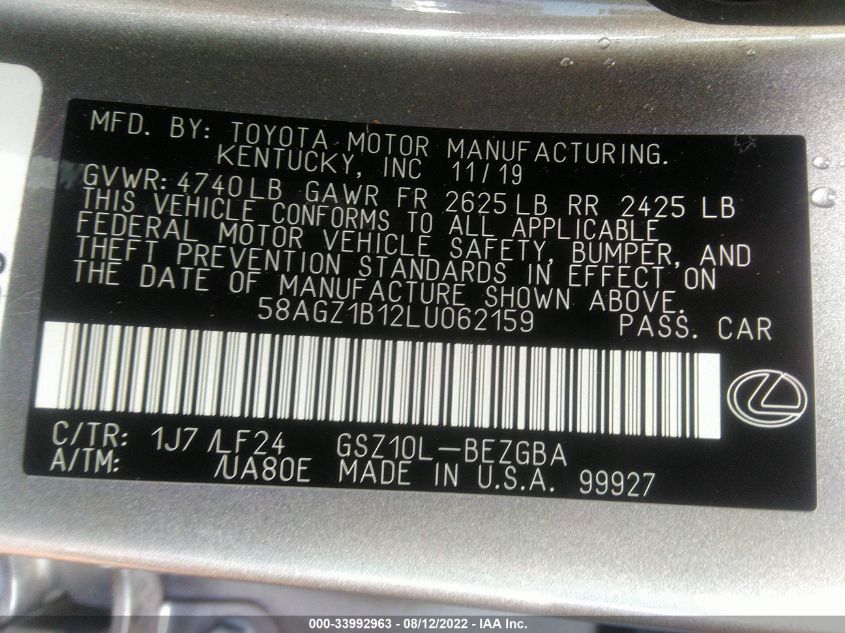 MFD. BY: TOYOTA MOTOR MANUFACTURING.
KENTUCKY, INC 11/19
GVWR: 4740LB GAWR FR 2625 LB RR 2425 LB
THIS VEHICLE CONFORMS TO ALL APPLICABLE
FEDERAL MOTOR VEHICLE SAFETY, BUMPER, AND
THEFT PREVENTION STANDARDS IN EFFECT ON
THE DATE OF MANUFACTURE SHOWN ABOVE.
58AGZ1B12LU062159 PASS. CAR
C/TR: 1J7 /LF24 GSZ10L-BEZGBA
A/TM: /UA80E MADE IN U.S.A. 99927
000-33992963 - 08/12/2022 - IAA Inc.